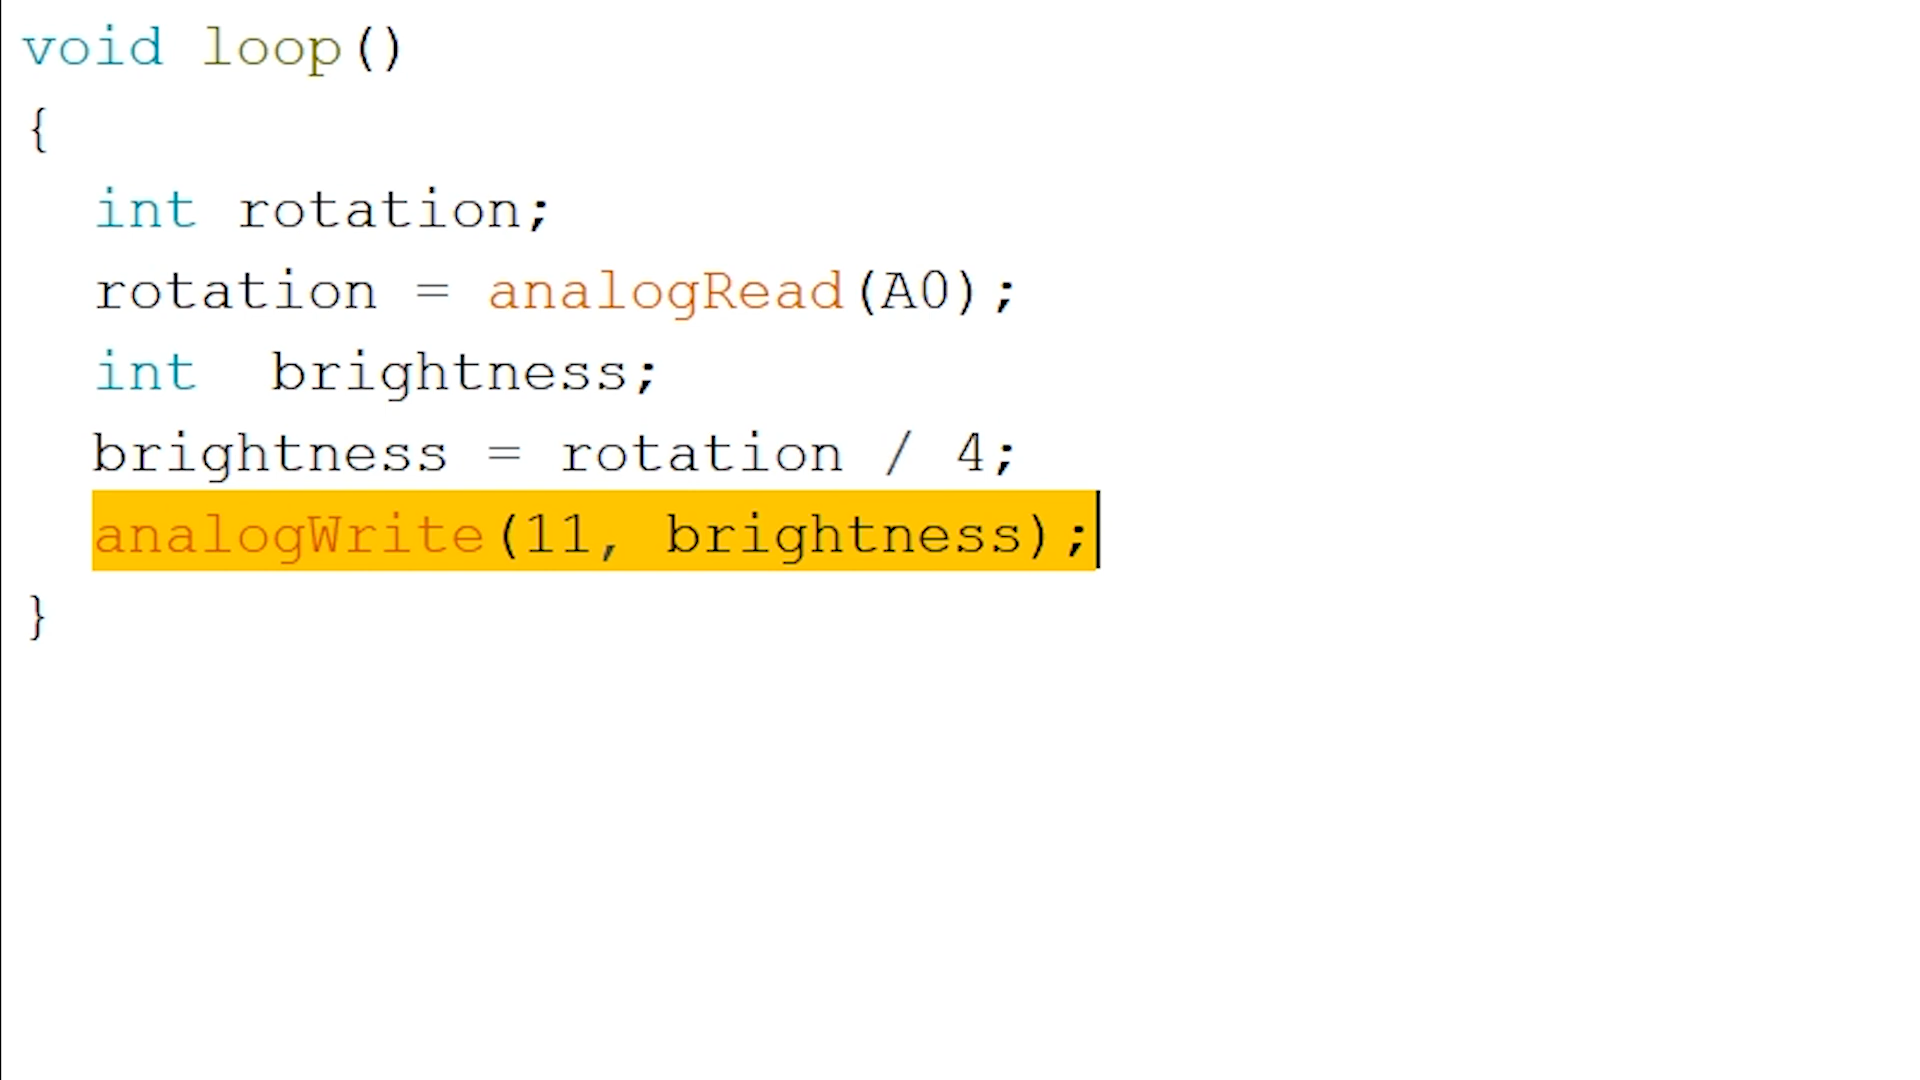 void loop()
{
int rotation;
rotation = analogRead(A0);
int  brightness;
brightness = rotation / 4;
analogWrite(11, brightness);
}